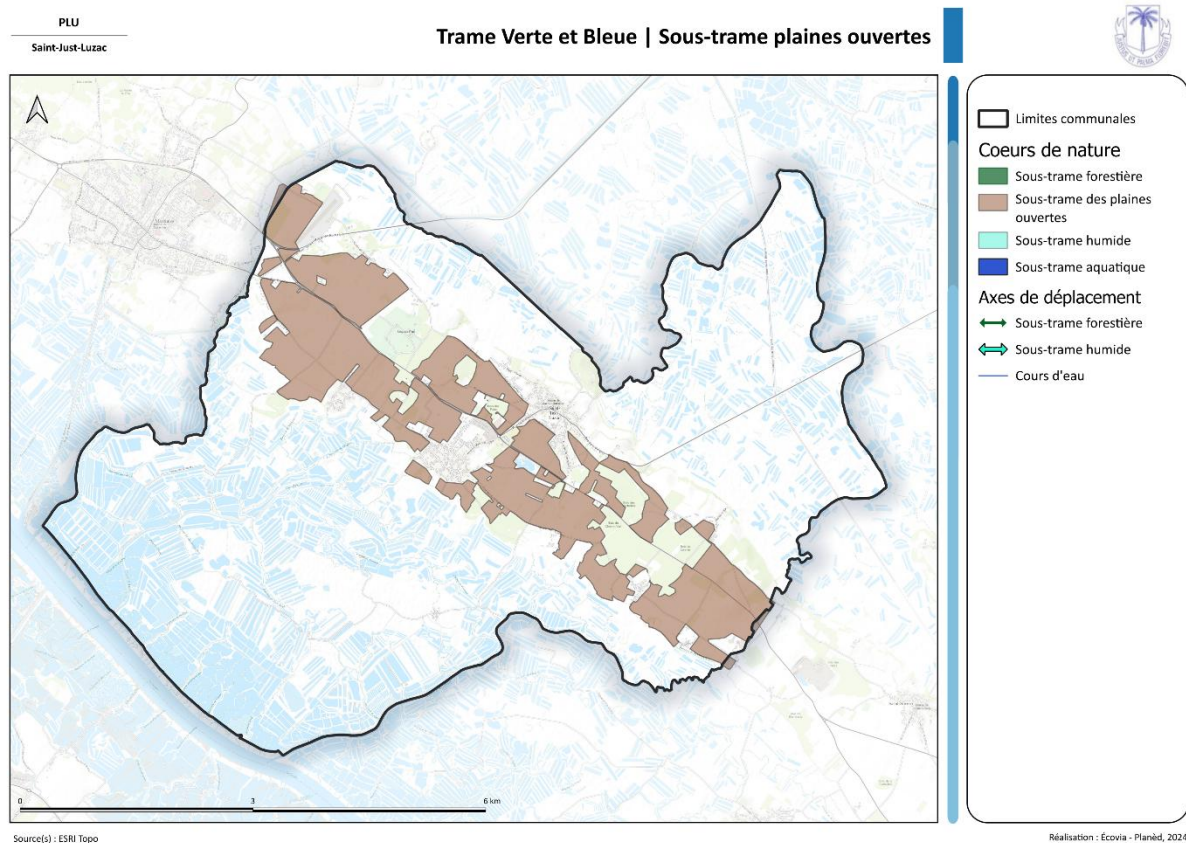 PLU
Saint-Just-Luzac
Trame Verte et Bleue | Sous-trame plaines ouvertes
Limites communales
Coeurs de nature
Sous-trame forestière
Sous-trame des plaines
ouvertes
Sous-trame humide
Sous-trame aquatique
Axes de déplacement
Sous-trame forestière
Sous-trame humide
Cours d'eau
0
3
6 km
Source(s) : ESRI Topo
Réalisation : Écovia - Planèd, 2024